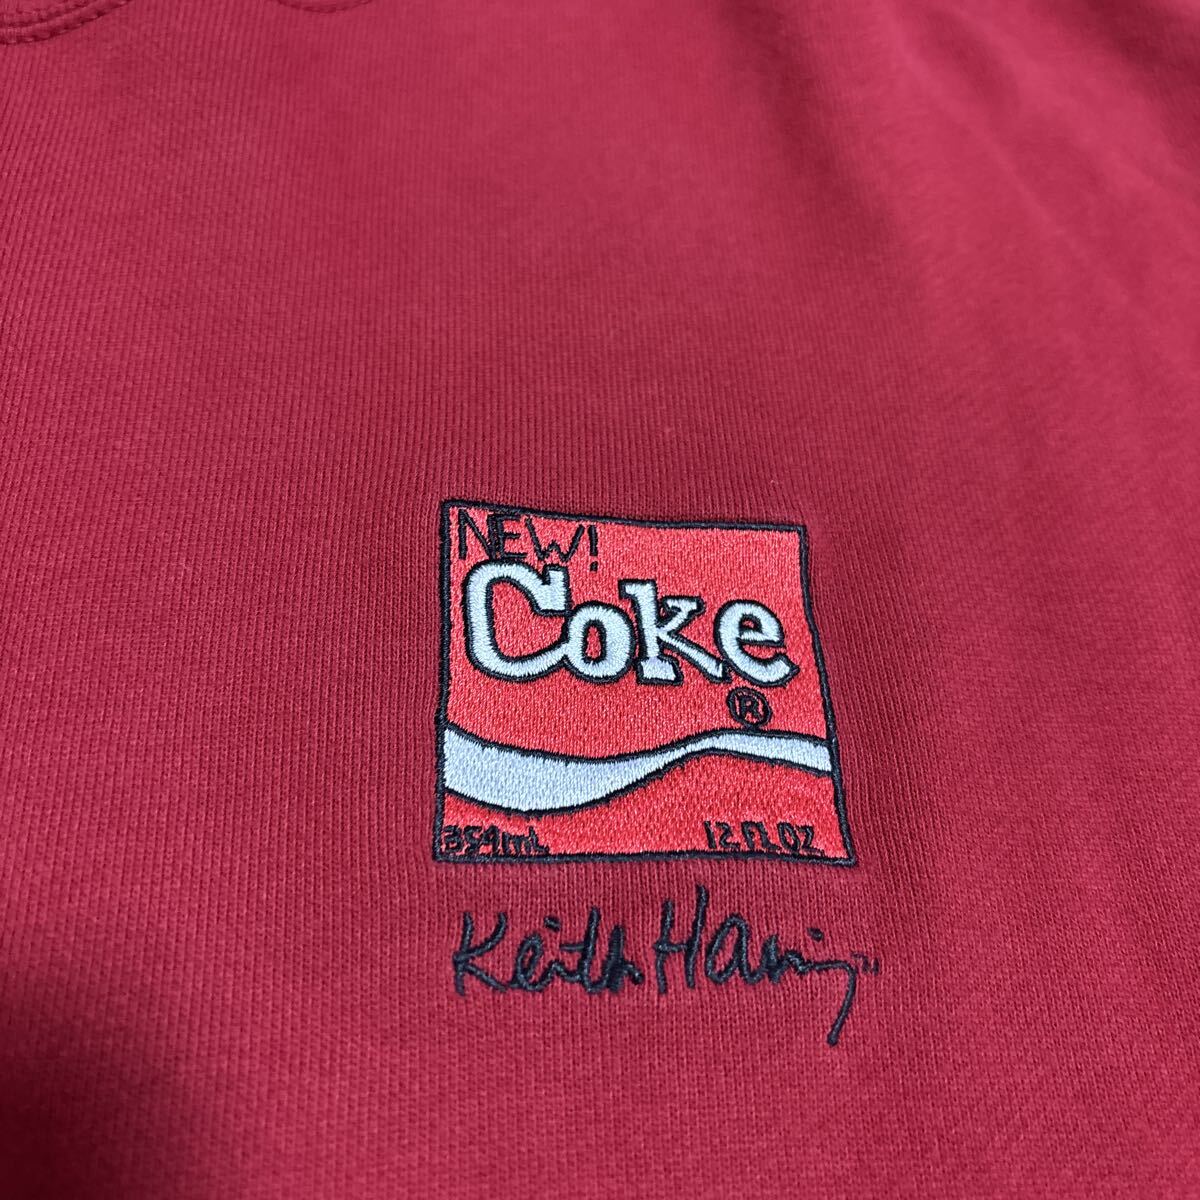 NEW!
Coke
®
354mL 12 FL OZ
Keith Haring™